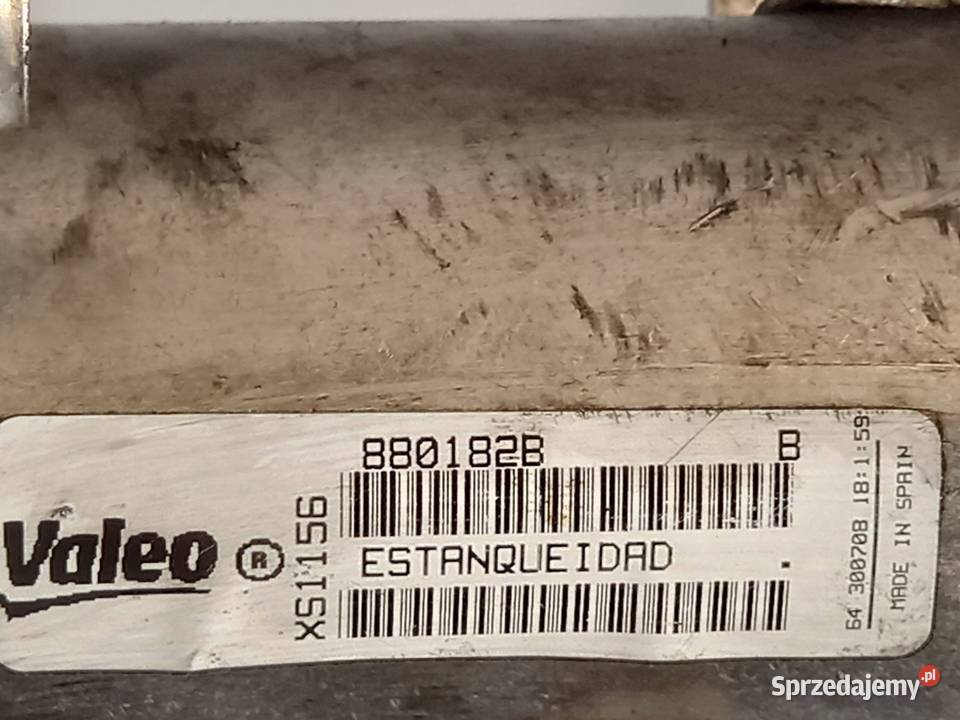 880182B B
Valeo ®
XS1156
ESTANQUEIDAD .
64 300708 18:1:59
MADE IN SPAIN
Sprzedajemy.pl